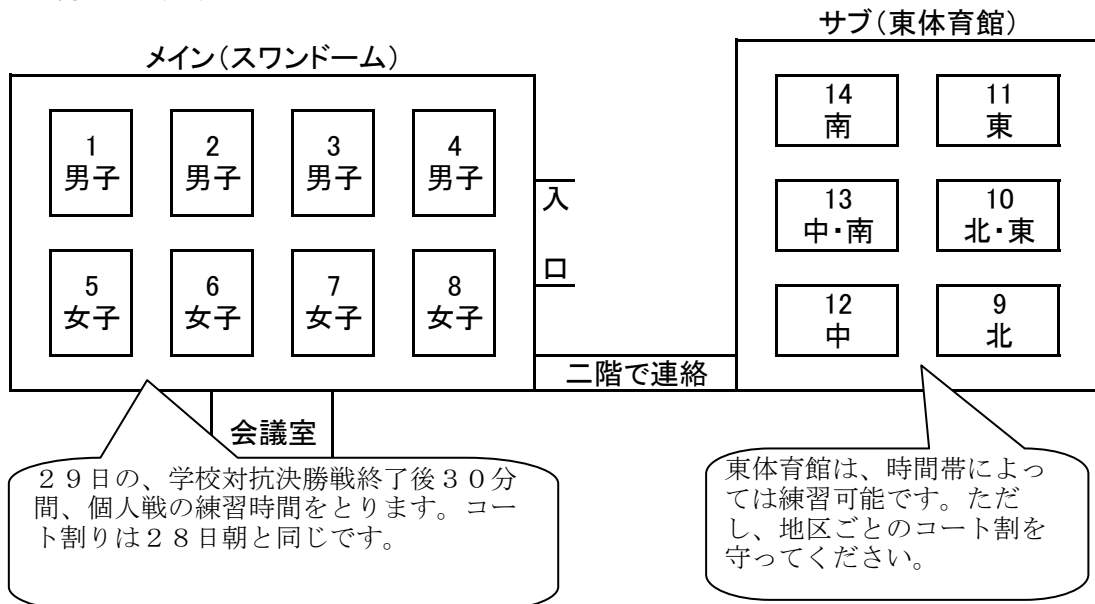 サブ(東体育館)
メイン(スワンドーム)
1
男子
2
男子
3
男子
4
男子
14
南
11
東
入
口
13
中・南
10
北・東
5
女子
6
女子
7
女子
8
女子
12
中
9
北
二階で連絡
会議室
29日の、学校対抗決勝戦終了後30分
間、個人戦の練習時間をとります。コー
ト割りは28日朝と同じです。
東体育館は、時間帯によっ
ては練習可能です。ただ
し、地区ごとのコート割を
守ってください。